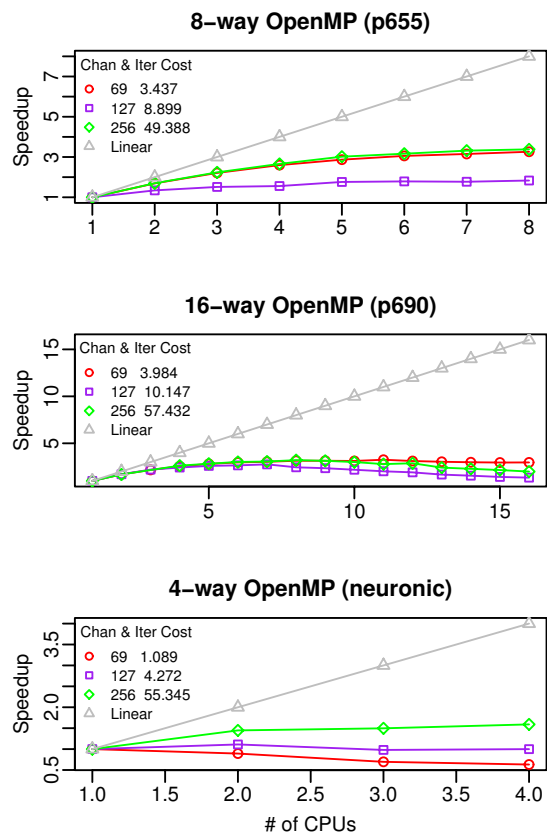 8−way OpenMP (p655)
Chan & Iter Cost
69 3.437
127 8.899
256 49.388
Linear
Speedup
1 3 5 7
1 2 3 4 5 6 7 8
16−way OpenMP (p690)
Chan & Iter Cost
69 3.984
127 10.147
256 57.432
Linear
Speedup
5 10 15
5 10 15
4−way OpenMP (neuronic)
Chan & Iter Cost
69 1.089
127 4.272
256 55.345
Linear
Speedup
0.5 2.0 3.5
1.0 1.5 2.0 2.5 3.0 3.5 4.0
# of CPUs